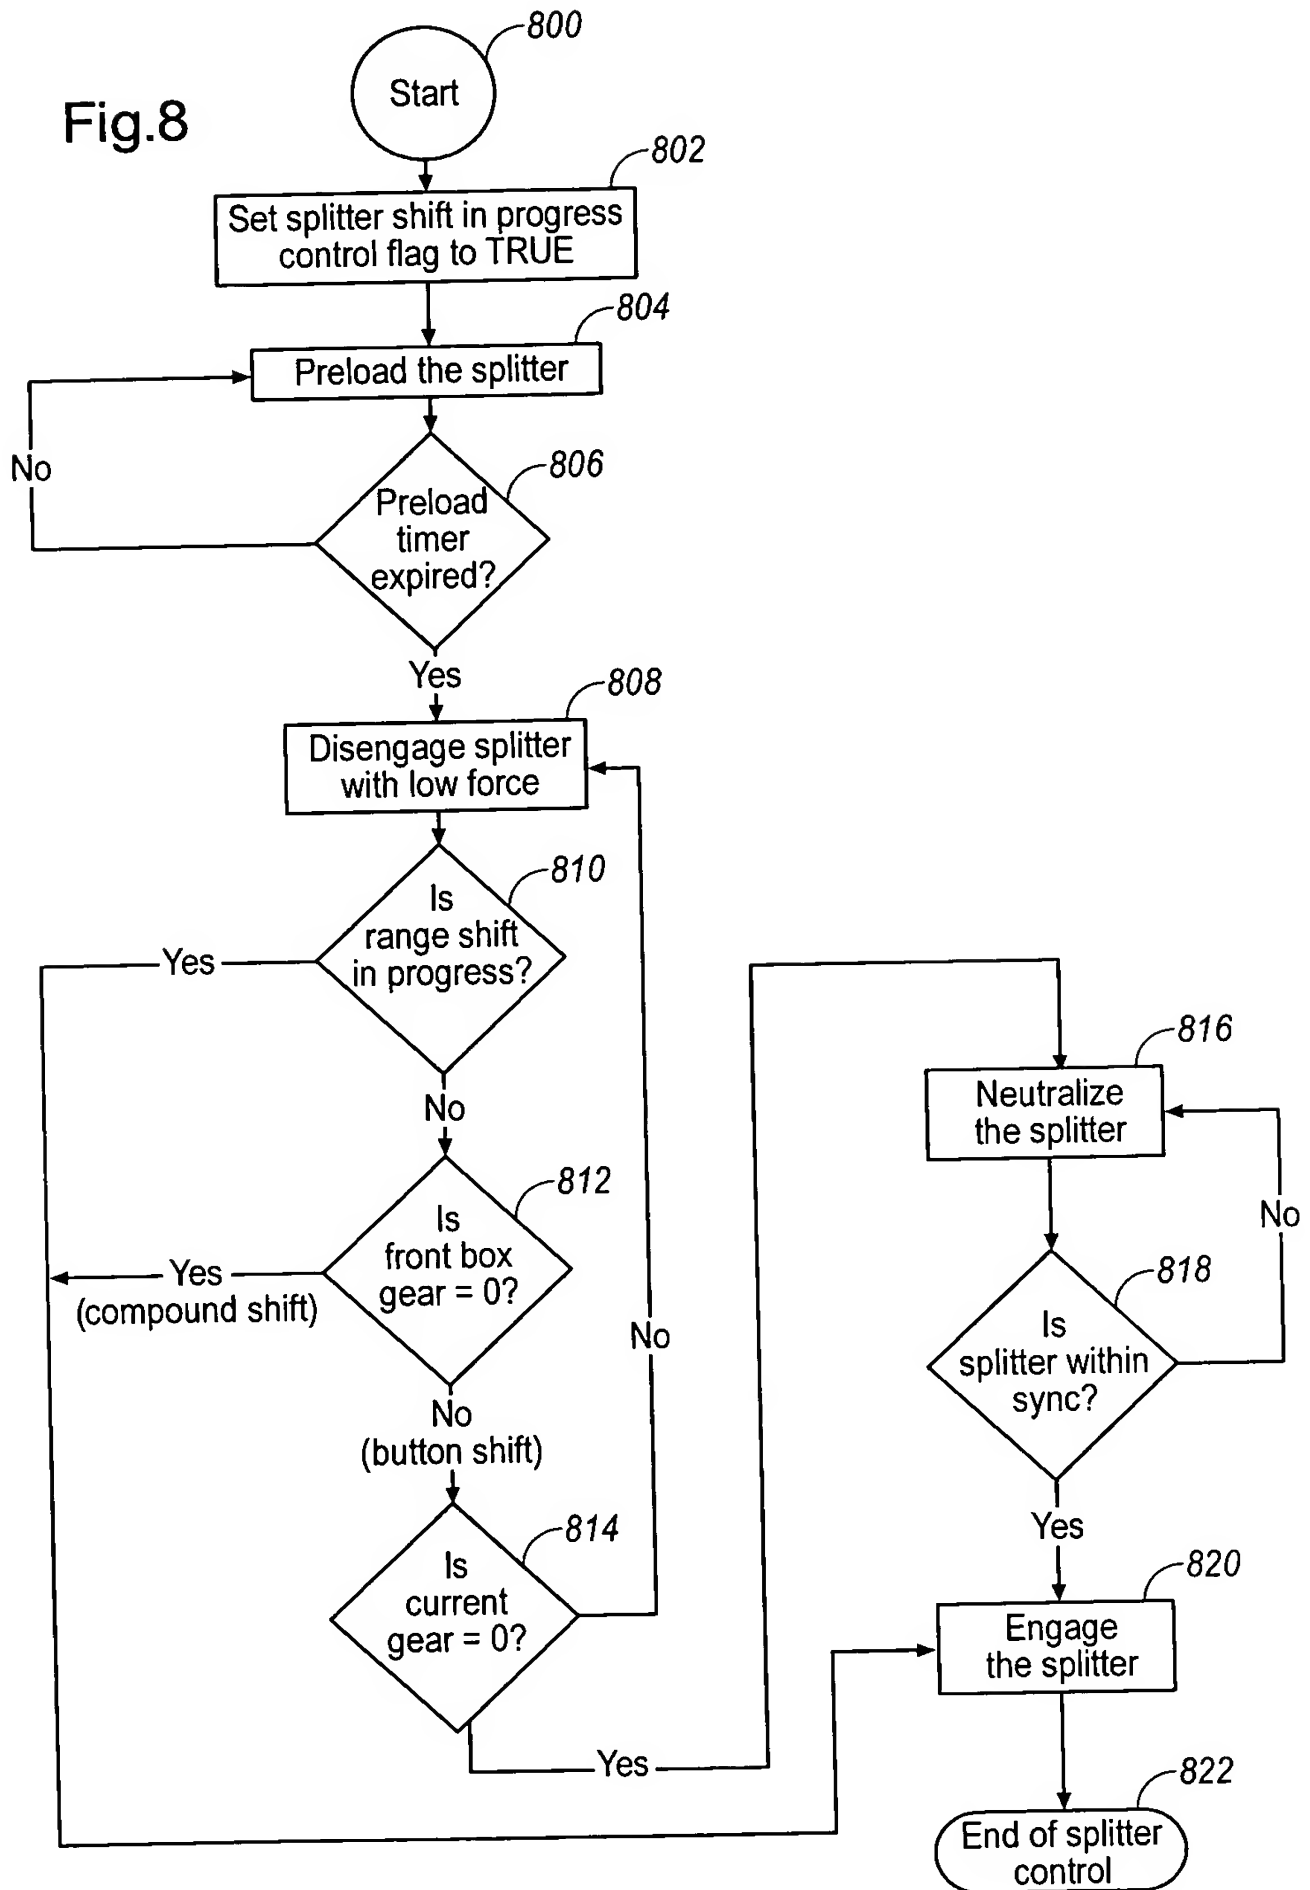 Fig.8
800
Start
802
Set splitter shift in progress
control flag to TRUE
804
Preload the splitter
No
806
Preload
timer
expired?
Yes
808
Disengage splitter
with low force
810
Is
range shift
in progress?
Yes
No
812
Is
front box
gear = 0?
Yes
(compound shift)
No
(button shift)
No
814
Is
current
gear = 0?
Yes
816
Neutralize
the splitter
No
818
Is
splitter within
sync?
Yes
820
Engage
the splitter
822
End of splitter
control